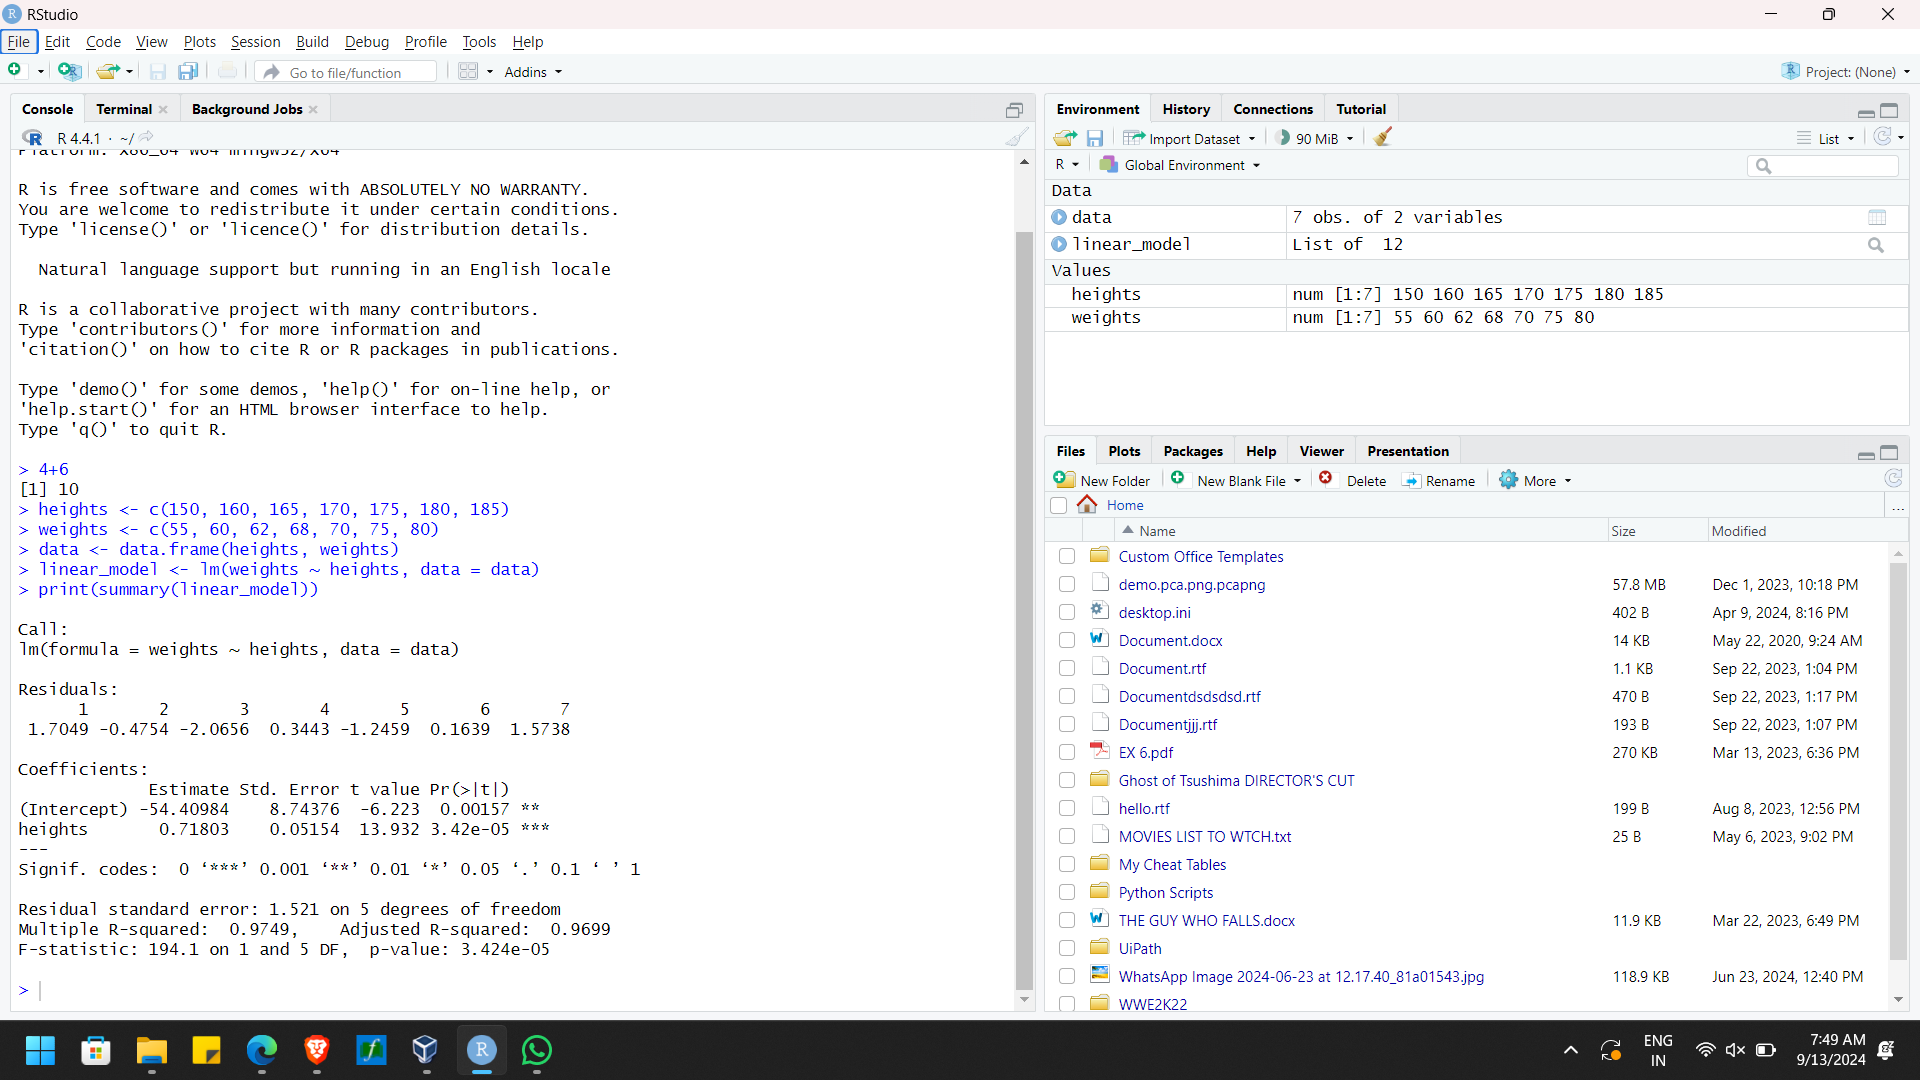 RStudio
File Edit Code View Plots Session Build Debug Profile Tools Help
Go to file/function Addins Project: (None)
Console Terminal Background Jobs
R 4.4.1 · ~/
Platform: x86_64-w64-mingw32/x64
R is free software and comes with ABSOLUTELY NO WARRANTY.
You are welcome to redistribute it under certain conditions.
Type 'license()' or 'licence()' for distribution details.
Natural language support but running in an English locale
R is a collaborative project with many contributors.
Type 'contributors()' for more information and
'citation()' on how to cite R or R packages in publications.
Type 'demo()' for some demos, 'help()' for on-line help, or
'help.start()' for an HTML browser interface to help.
Type 'q()' to quit R.
> 4+6
[1] 10
> heights <- c(150, 160, 165, 170, 175, 180, 185)
> weights <- c(55, 60, 62, 68, 70, 75, 80)
> data <- data.frame(heights, weights)
> linear_model <- lm(weights ~ heights, data = data)
> print(summary(linear_model))
Call:
lm(formula = weights ~ heights, data = data)
Residuals:
1 2 3 4 5 6 7
1.7049 -0.4754 -2.0656 0.3443 -1.2459 0.1639 1.5738
Coefficients:
Estimate Std. Error t value Pr(>|t|)
(Intercept) -54.40984 8.74376 -6.223 0.00157 **
heights 0.71803 0.05154 13.932 3.42e-05 ***
---
Signif. codes: 0 ‘***’ 0.001 ‘**’ 0.01 ‘*’ 0.05 ‘.’ 0.1 ‘ ’ 1
Residual standard error: 1.521 on 5 degrees of freedom
Multiple R-squared: 0.9749, Adjusted R-squared: 0.9699
F-statistic: 194.1 on 1 and 5 DF, p-value: 3.424e-05
>
Environment History Connections Tutorial
Import Dataset 90 MiB List
R Global Environment
Data
data 7 obs. of 2 variables
linear_model List of 12
Values
heights num [1:7] 150 160 165 170 175 180 185
weights num [1:7] 55 60 62 68 70 75 80
Files Plots Packages Help Viewer Presentation
New Folder New Blank File Delete Rename More
Home ...
Name Size Modified
Custom Office Templates
demo.pca.png.pcapng 57.8 MB Dec 1, 2023, 10:18 PM
desktop.ini 402 B Apr 9, 2024, 8:16 PM
Document.docx 14 KB May 22, 2020, 9:24 AM
Document.rtf 1.1 KB Sep 22, 2023, 1:04 PM
Documentdsdsdsd.rtf 470 B Sep 22, 2023, 1:17 PM
Documentjjj.rtf 193 B Sep 22, 2023, 1:07 PM
EX 6.pdf 270 KB Mar 13, 2023, 6:36 PM
Ghost of Tsushima DIRECTOR'S CUT
hello.rtf 199 B Aug 8, 2023, 12:56 PM
MOVIES LIST TO WTCH.txt 25 B May 6, 2023, 9:02 PM
My Cheat Tables
Python Scripts
THE GUY WHO FALLS.docx 11.9 KB Mar 22, 2023, 6:49 PM
UiPath
WhatsApp Image 2024-06-23 at 12.17.40_81a01543.jpg 118.9 KB Jun 23, 2024, 12:40 PM
WWE2K22
ENG
IN
7:49 AM
9/13/2024